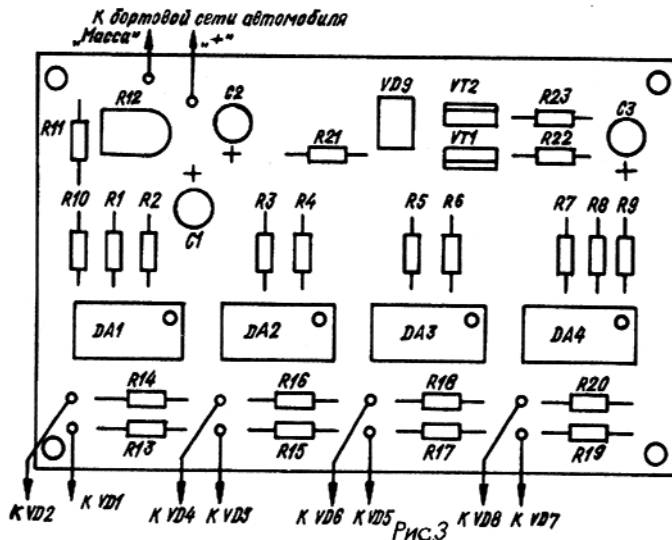 К бортовой сети автомобиля
„Масса" „+"
R11
R12
C2
VD9
VT2
R23
C3
R21
VT1
R22
+
+
+
R10 R1 R2
C1
R3 R4
R5 R6
R7 R8 R9
DA1
DA2
DA3
DA4
R14
R16
R18
R20
R13
R15
R17
R19
К VD2
К VD1
К VD4
К VD3
К VD6
К VD5
К VD8
К VD7
Рис.3